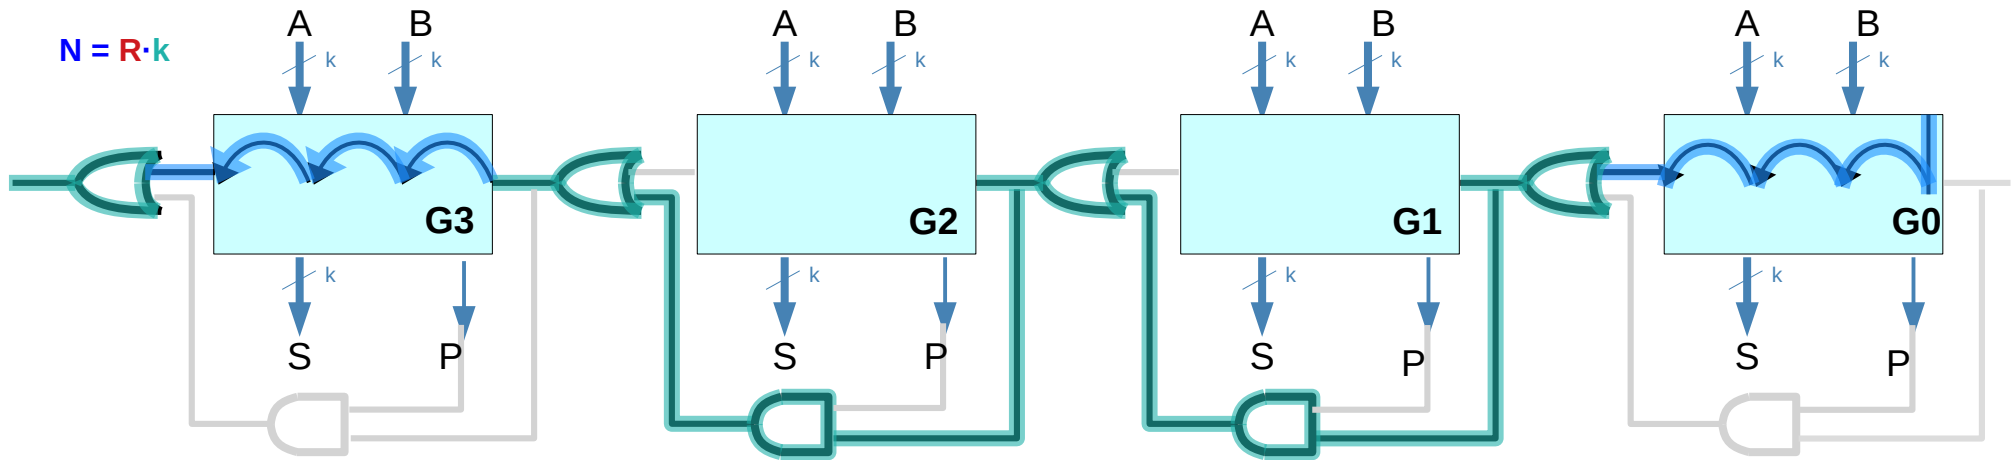 A B A B A B A B
N = R·k
k k k k k k k k
G3 G2 G1 G0
k k k k
S P S P S P S P